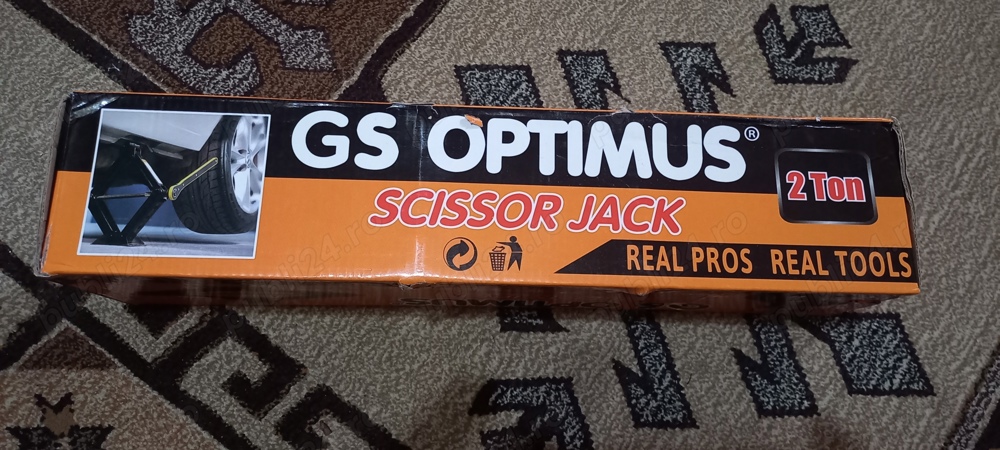 GS OPTIMUS®
2 Ton
SCISSOR JACK
REAL PROS REAL TOOLS